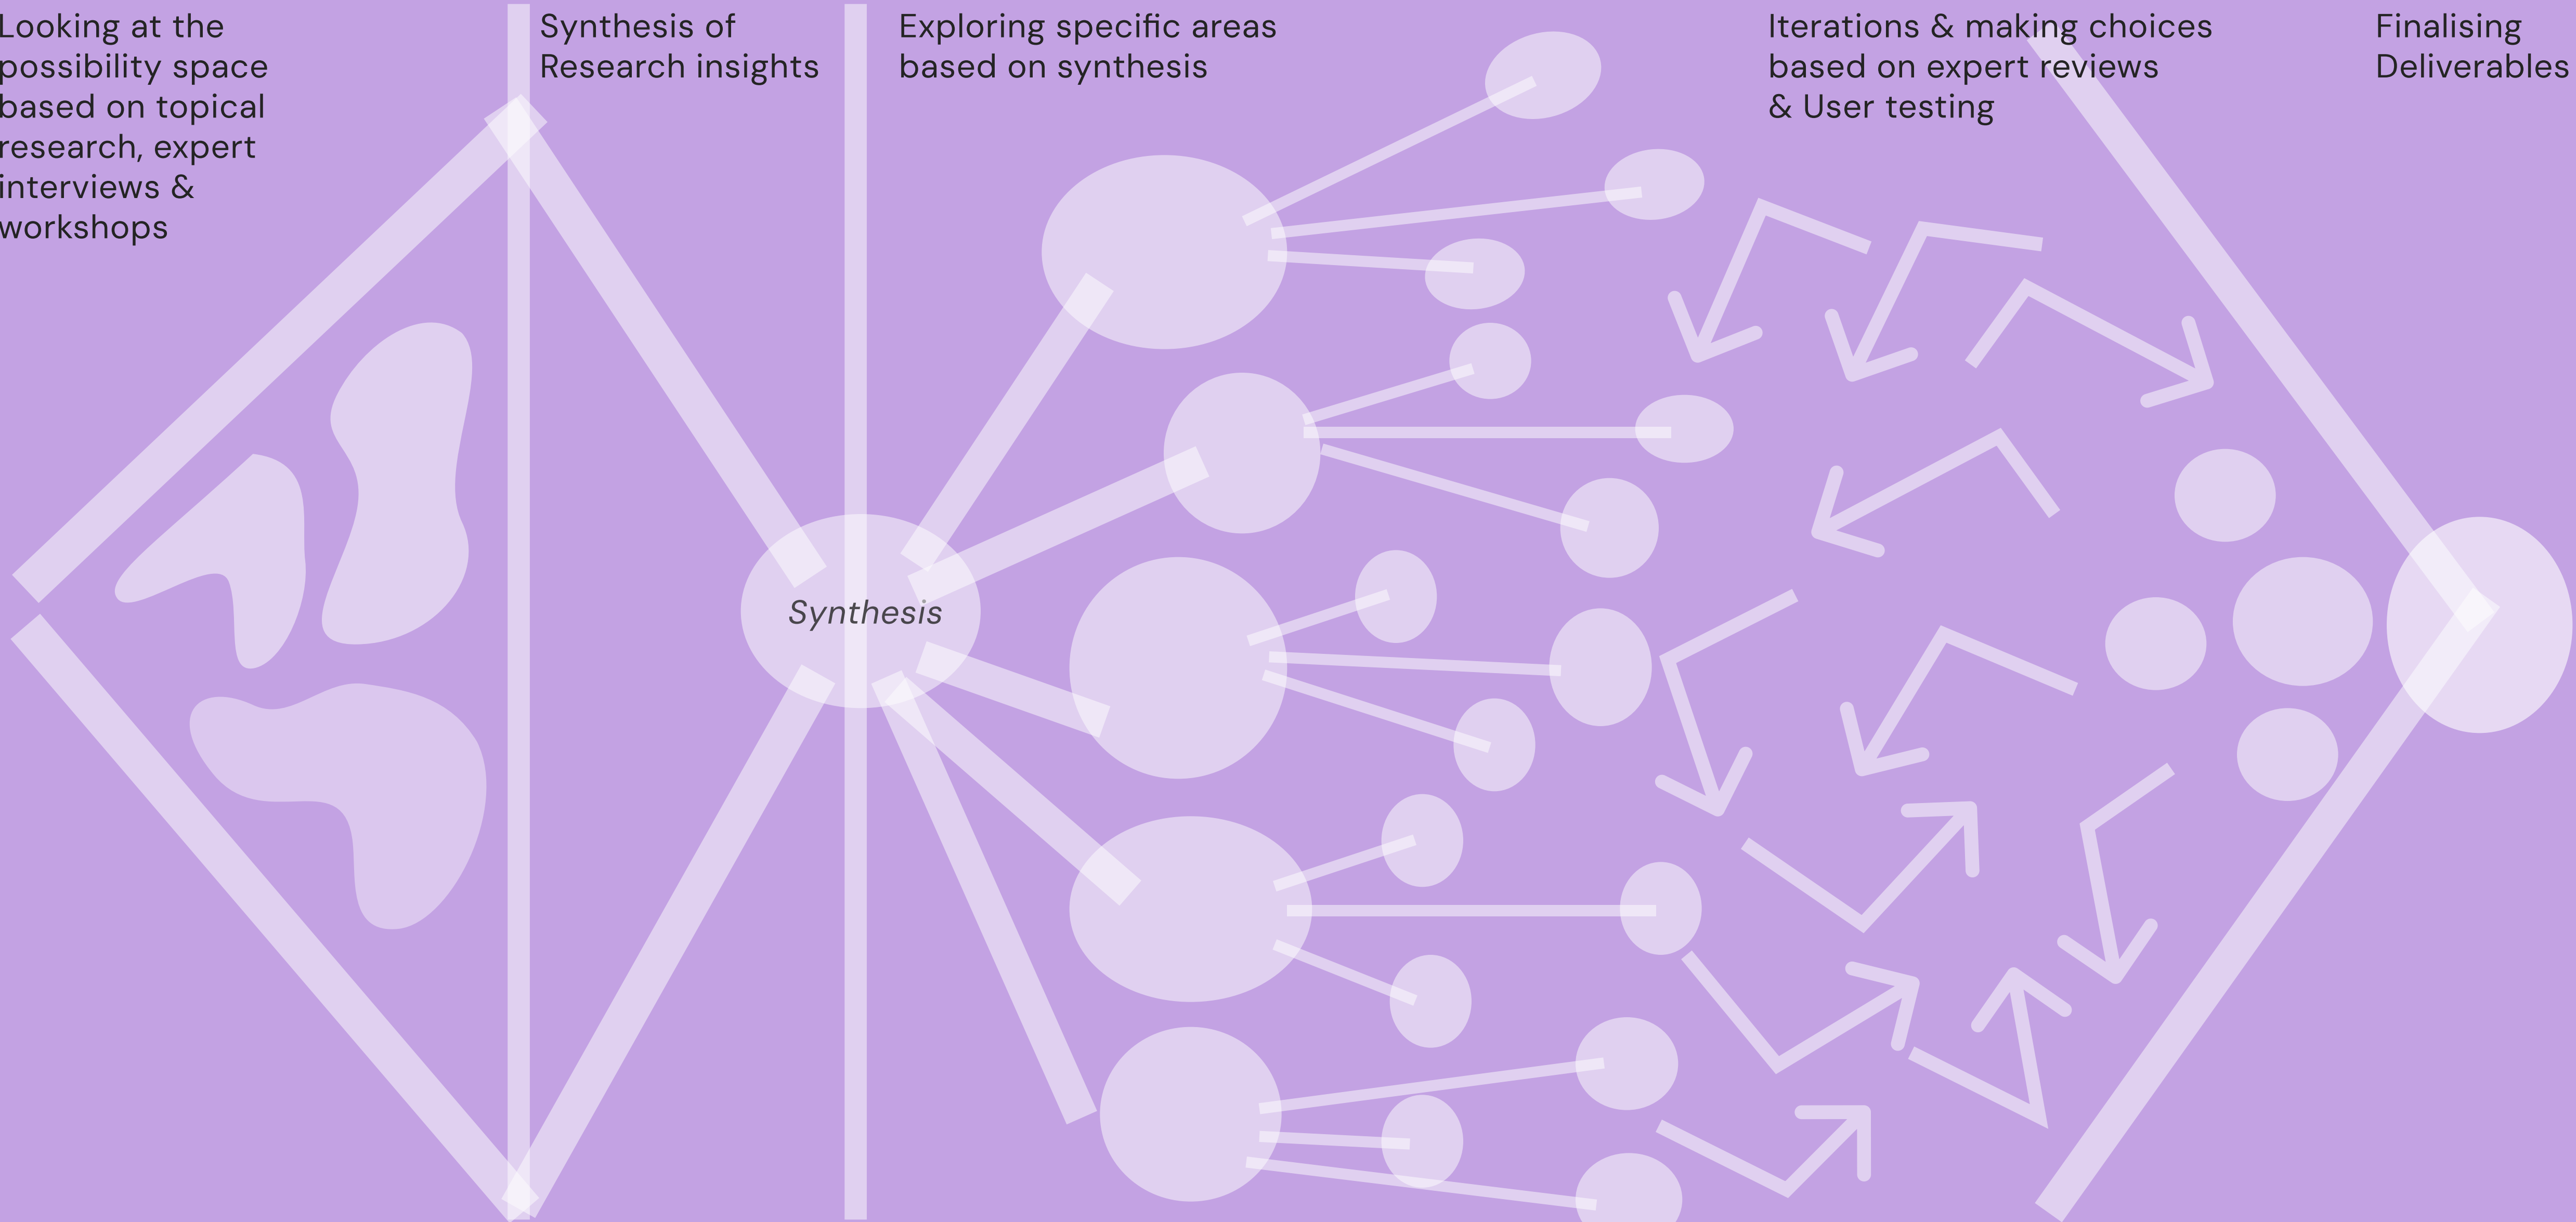 Looking at the
possibility space
based on topical
research, expert
interviews &
workshops
Synthesis of
Research insights
Exploring specific areas
based on synthesis
Iterations & making choices
based on expert reviews
& User testing
Finalising
Deliverables
Synthesis